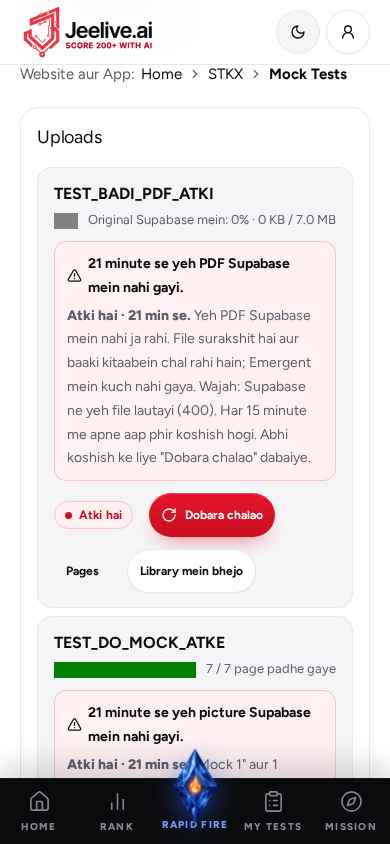 Jeelive.ai
SCORE 200+ WITH AI
Website aur App: Home > STKX > Mock Tests
Uploads
TEST_BADI_PDF_ATKI
Original Supabase mein: 0% · 0 KB / 7.0 MB
21 minute se yeh PDF Supabase
mein nahi gayi.
Atki hai · 21 min se. Yeh PDF Supabase
mein nahi ja rahi. File surakshit hai aur
baaki kitaabein chal rahi hain; Emergent
mein kuch nahi gaya. Wajah: Supabase
ne yeh file lautayi (400). Har 15 minute
me apne aap phir koshish hogi. Abhi
koshish ke liye "Dobara chalao" dabaiye.
Atki hai
Dobara chalao
Pages
Library mein bhejo
TEST_DO_MOCK_ATKE
7 / 7 page padhe gaye
21 minute se yeh picture Supabase
mein nahi gayi.
Atki hai · 21 min se. Mock 1" aur 1
HOME
RANK
RAPID FIRE
MY TESTS
MISSION